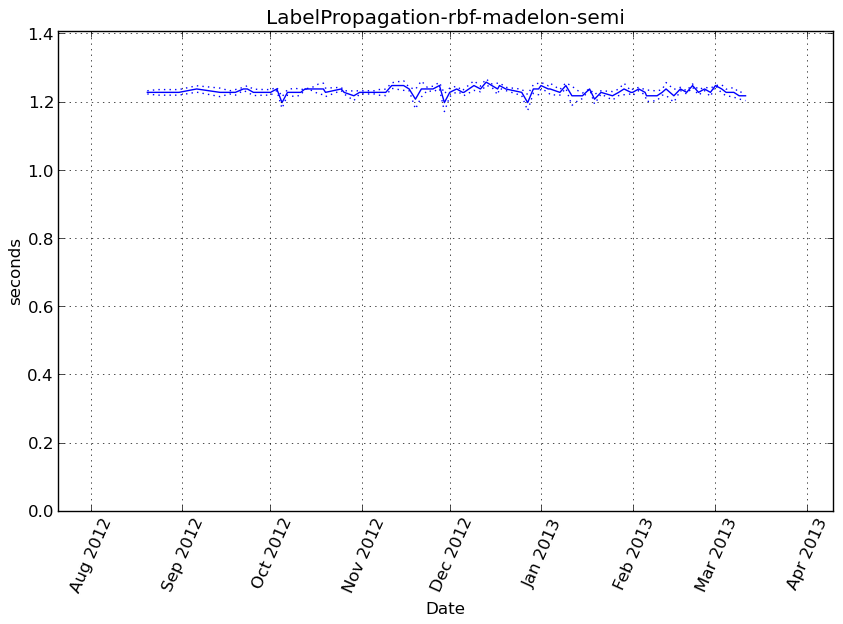 LabelPropagation-rbf-madelon-semi
1.4
1.2
1.0
0.8
0.6
0.4
0.2
0.0
seconds
Aug 2012
Sep 2012
Oct 2012
Nov 2012
Dec 2012
Jan 2013
Feb 2013
Mar 2013
Apr 2013
Date